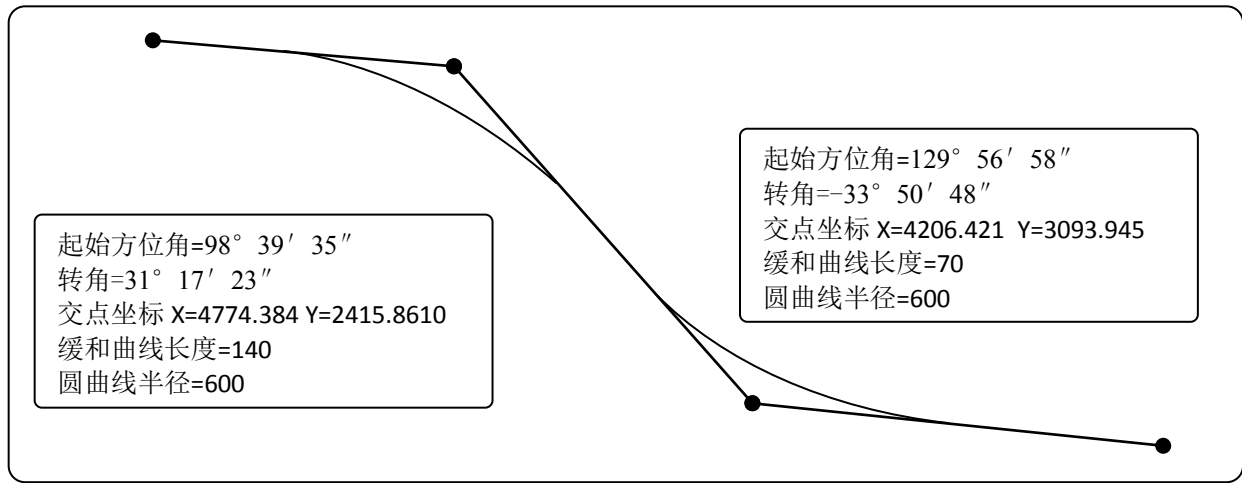 起始方位角=98° 39′ 35″
转角=31° 17′ 23″
交点坐标 X=4774.384 Y=2415.8610
缓和曲线长度=140
圆曲线半径=600
起始方位角=129° 56′ 58″
转角=-33° 50′ 48″
交点坐标 X=4206.421 Y=3093.945
缓和曲线长度=70
圆曲线半径=600